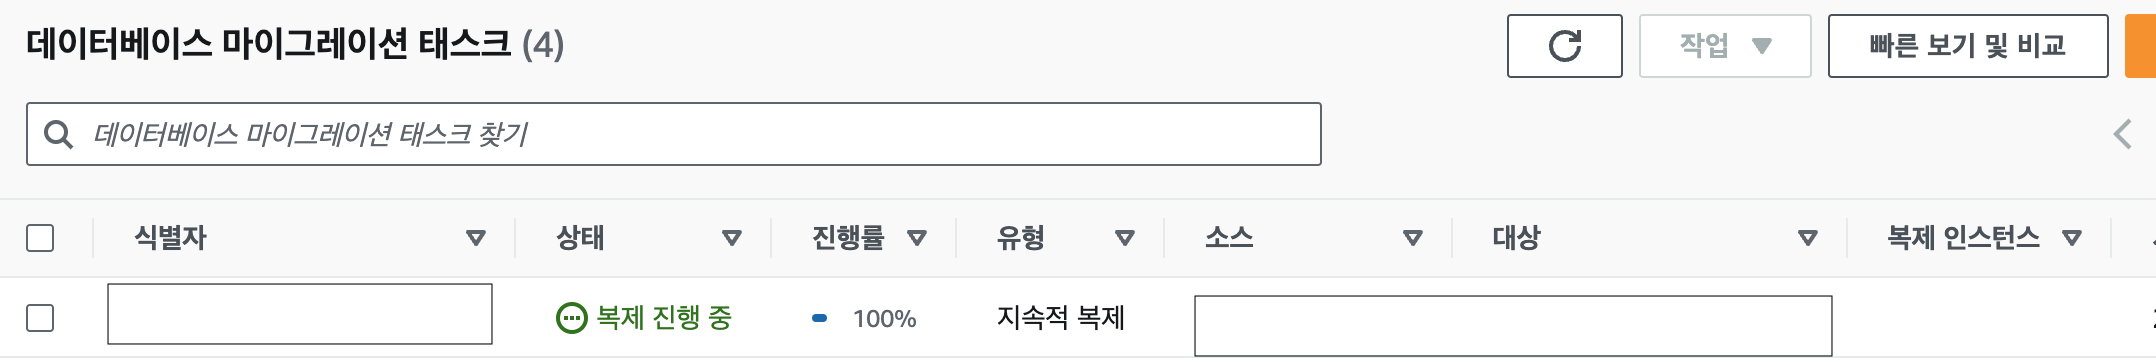 데이터베이스 마이그레이션 태스크 (4)
작업
빠른 보기 및 비교
데이터베이스 마이그레이션 태스크 찾기
식별자 상태 진행률 유형 소스 대상 복제 인스턴스
복제 진행 중 100% 지속적 복제